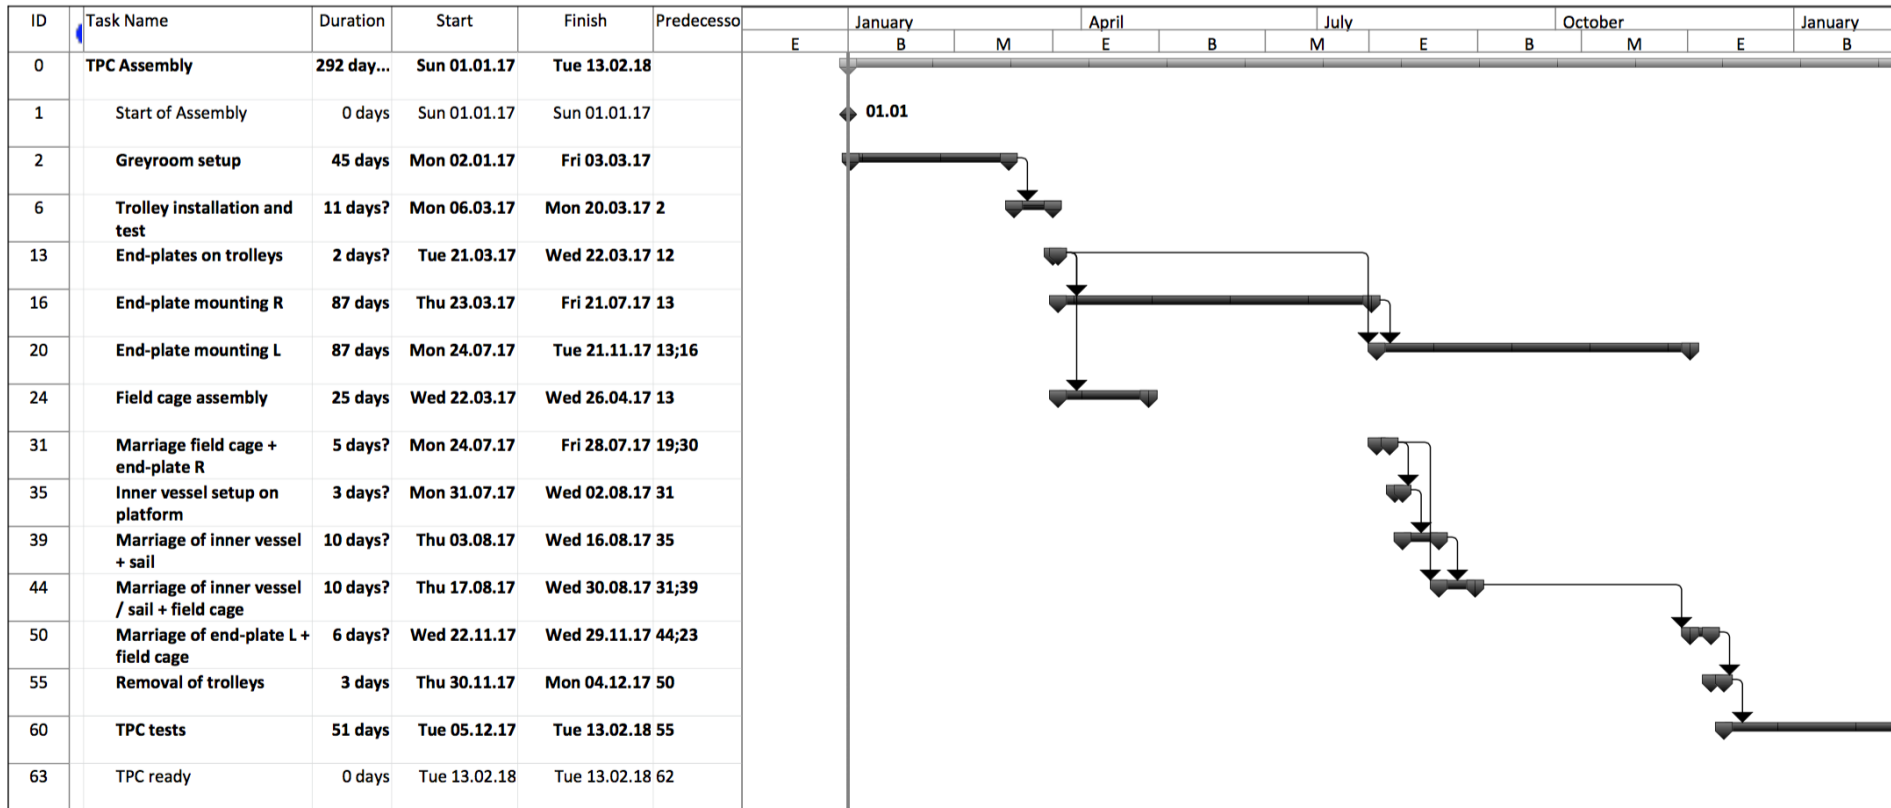 ID Task Name Duration Start Finish Predecesso January April July October January
E B M E B M E B M E B
0 TPC Assembly 292 day... Sun 01.01.17 Tue 13.02.18
1 Start of Assembly 0 days Sun 01.01.17 Sun 01.01.17 01.01
2 Greyroom setup 45 days Mon 02.01.17 Fri 03.03.17
6 Trolley installation and 11 days? Mon 06.03.17 Mon 20.03.17 2
test
13 End-plates on trolleys 2 days? Tue 21.03.17 Wed 22.03.17 12
16 End-plate mounting R 87 days Thu 23.03.17 Fri 21.07.17 13
20 End-plate mounting L 87 days Mon 24.07.17 Tue 21.11.17 13;16
24 Field cage assembly 25 days Wed 22.03.17 Wed 26.04.17 13
31 Marriage field cage + 5 days? Mon 24.07.17 Fri 28.07.17 19;30
end-plate R
35 Inner vessel setup on 3 days? Mon 31.07.17 Wed 02.08.17 31
platform
39 Marriage of inner vessel 10 days? Thu 03.08.17 Wed 16.08.17 35
+ sail
44 Marriage of inner vessel 10 days? Thu 17.08.17 Wed 30.08.17 31;39
/ sail + field cage
50 Marriage of end-plate L + 6 days? Wed 22.11.17 Wed 29.11.17 44;23
field cage
55 Removal of trolleys 3 days Thu 30.11.17 Mon 04.12.17 50
60 TPC tests 51 days Tue 05.12.17 Tue 13.02.18 55
63 TPC ready 0 days Tue 13.02.18 Tue 13.02.18 62